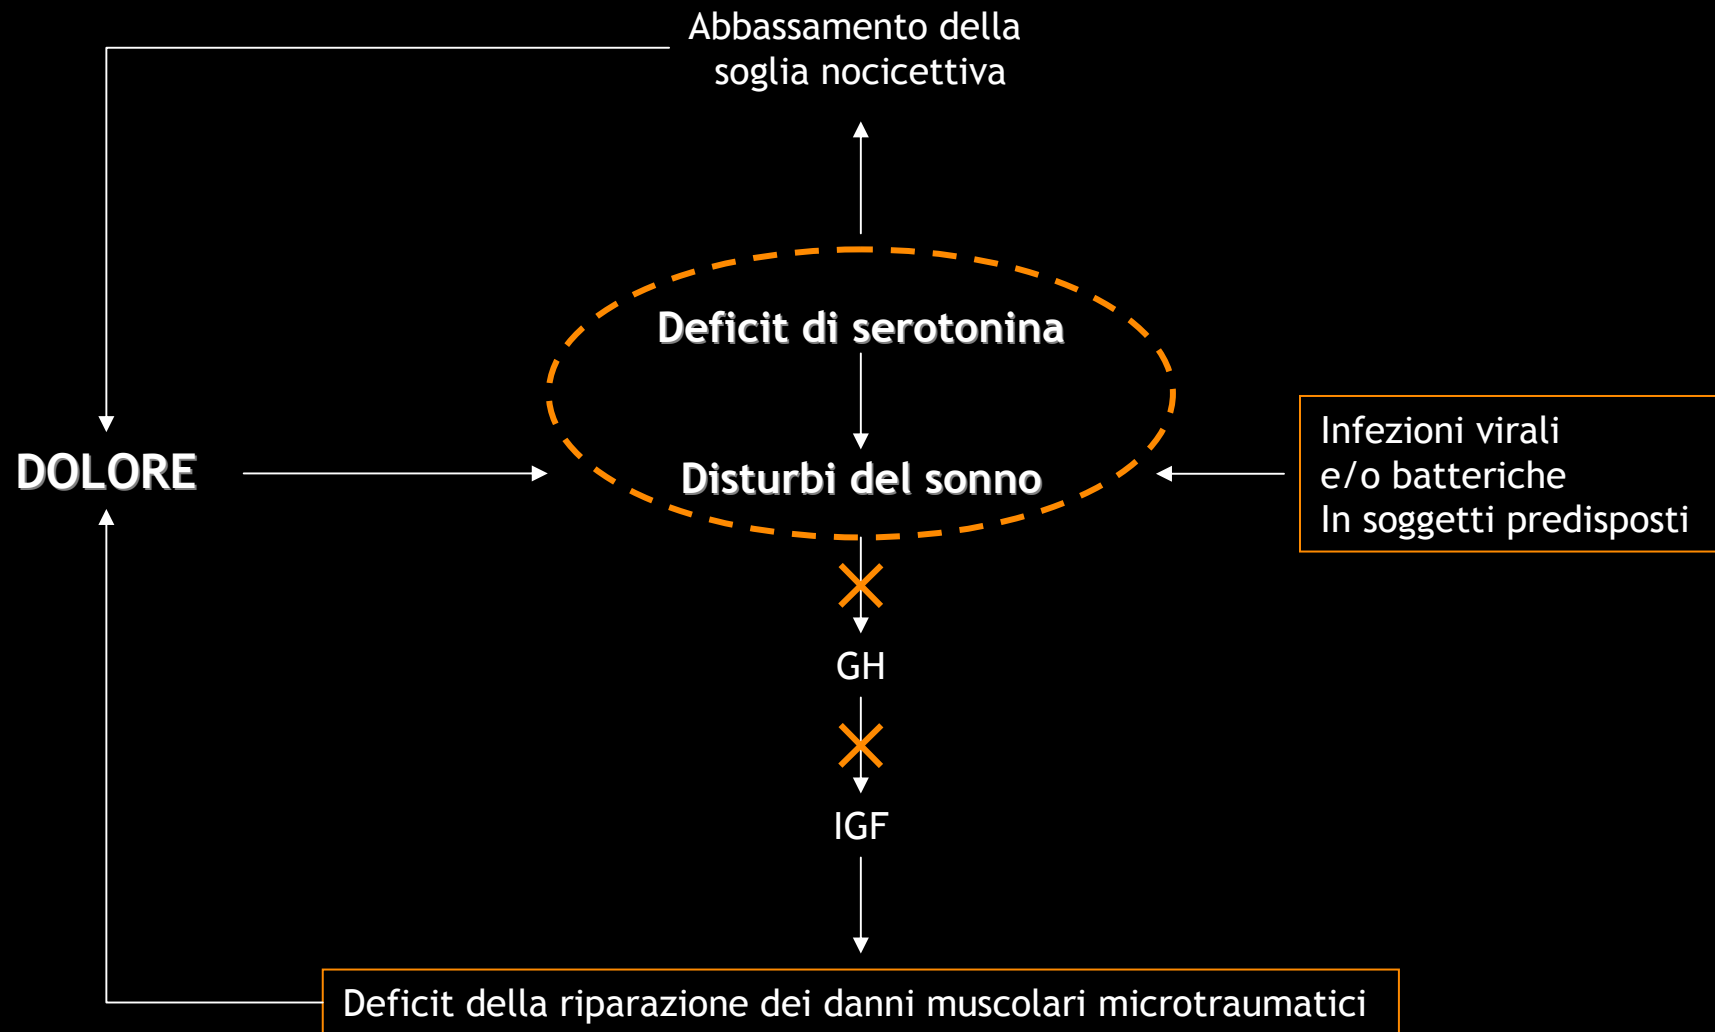 Abbassamento della
soglia nocicettiva
Deficit di serotonina
DOLORE
Disturbi del sonno
Infezioni virali
e/o batteriche
In soggetti predisposti
GH
IGF
Deficit della riparazione dei danni muscolari microtraumatici